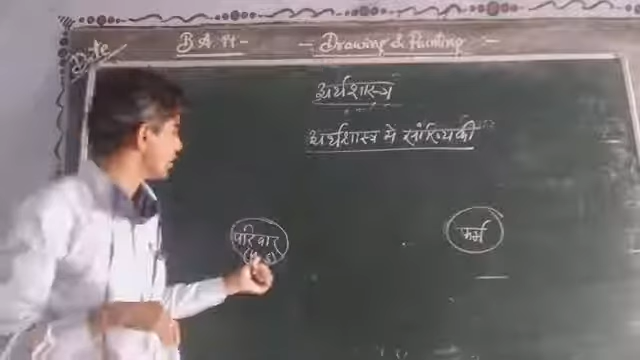 Date B.A II - Drawing & Painting -
अर्थशास्त्र
अर्थशास्त्र में सांख्यिकी
परिवार फर्म